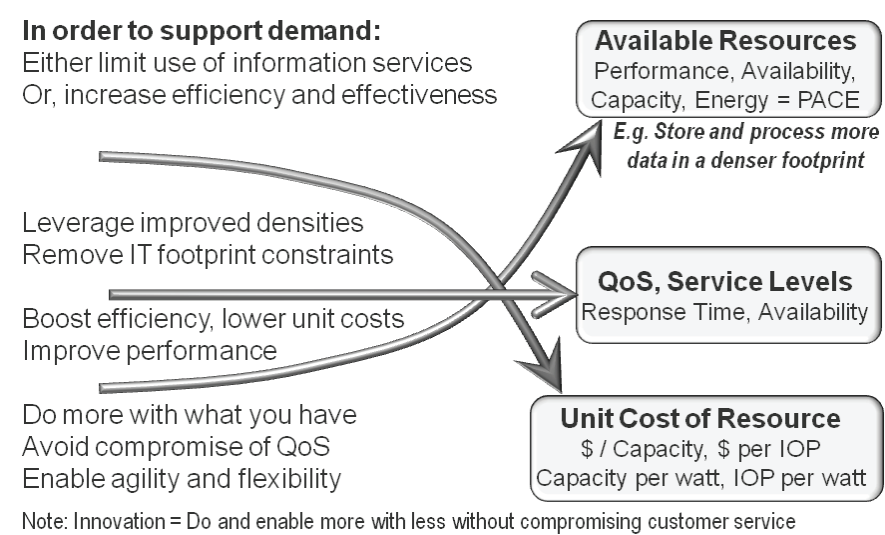 In order to support demand:
Either limit use of information services
Or, increase efficiency and effectiveness
Available Resources
Performance, Availability,
Capacity, Energy = PACE
E.g. Store and process more
data in a denser footprint
Leverage improved densities
Remove IT footprint constraints
QoS, Service Levels
Response Time, Availability
Boost efficiency, lower unit costs
Improve performance
Do more with what you have
Avoid compromise of QoS
Enable agility and flexibility
Unit Cost of Resource
$ / Capacity, $ per IOP
Capacity per watt, IOP per watt
Note: Innovation = Do and enable more with less without compromising customer service